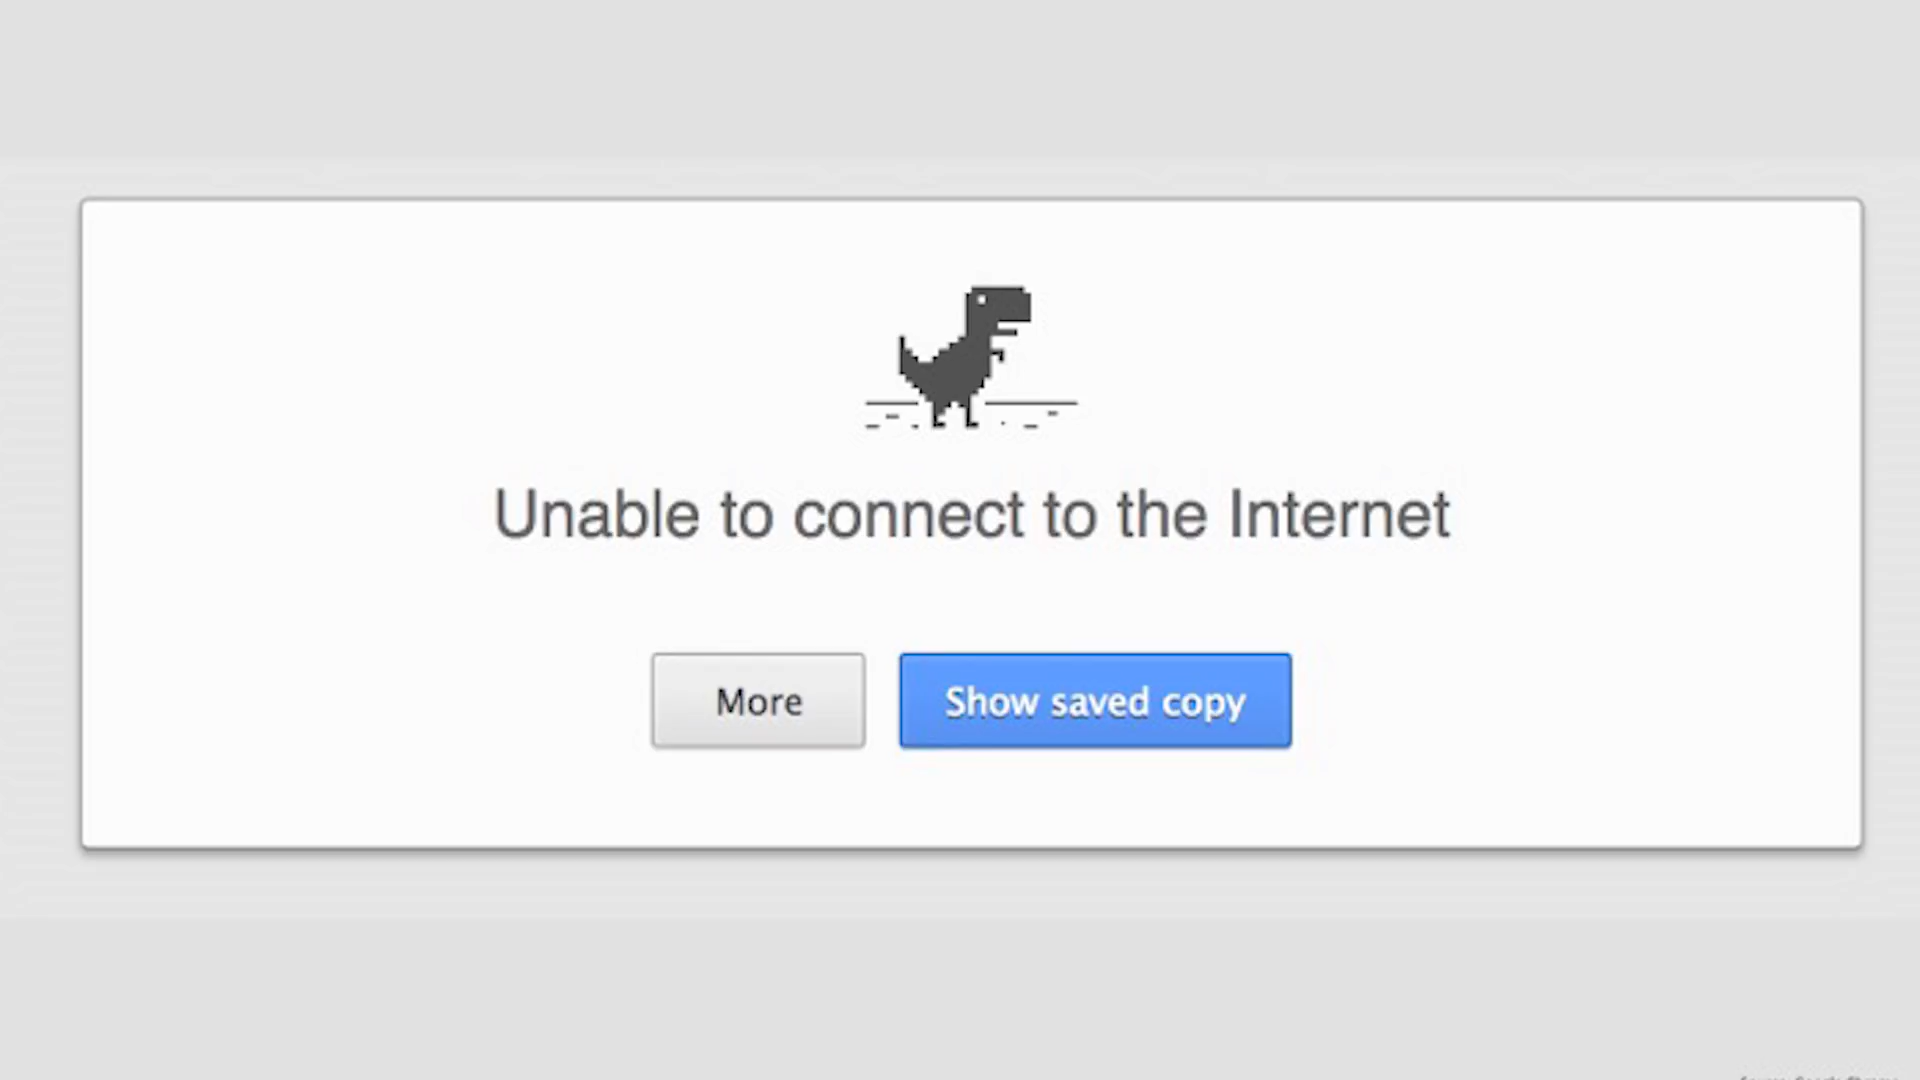 Unable to connect to the Internet
More
Show saved copy